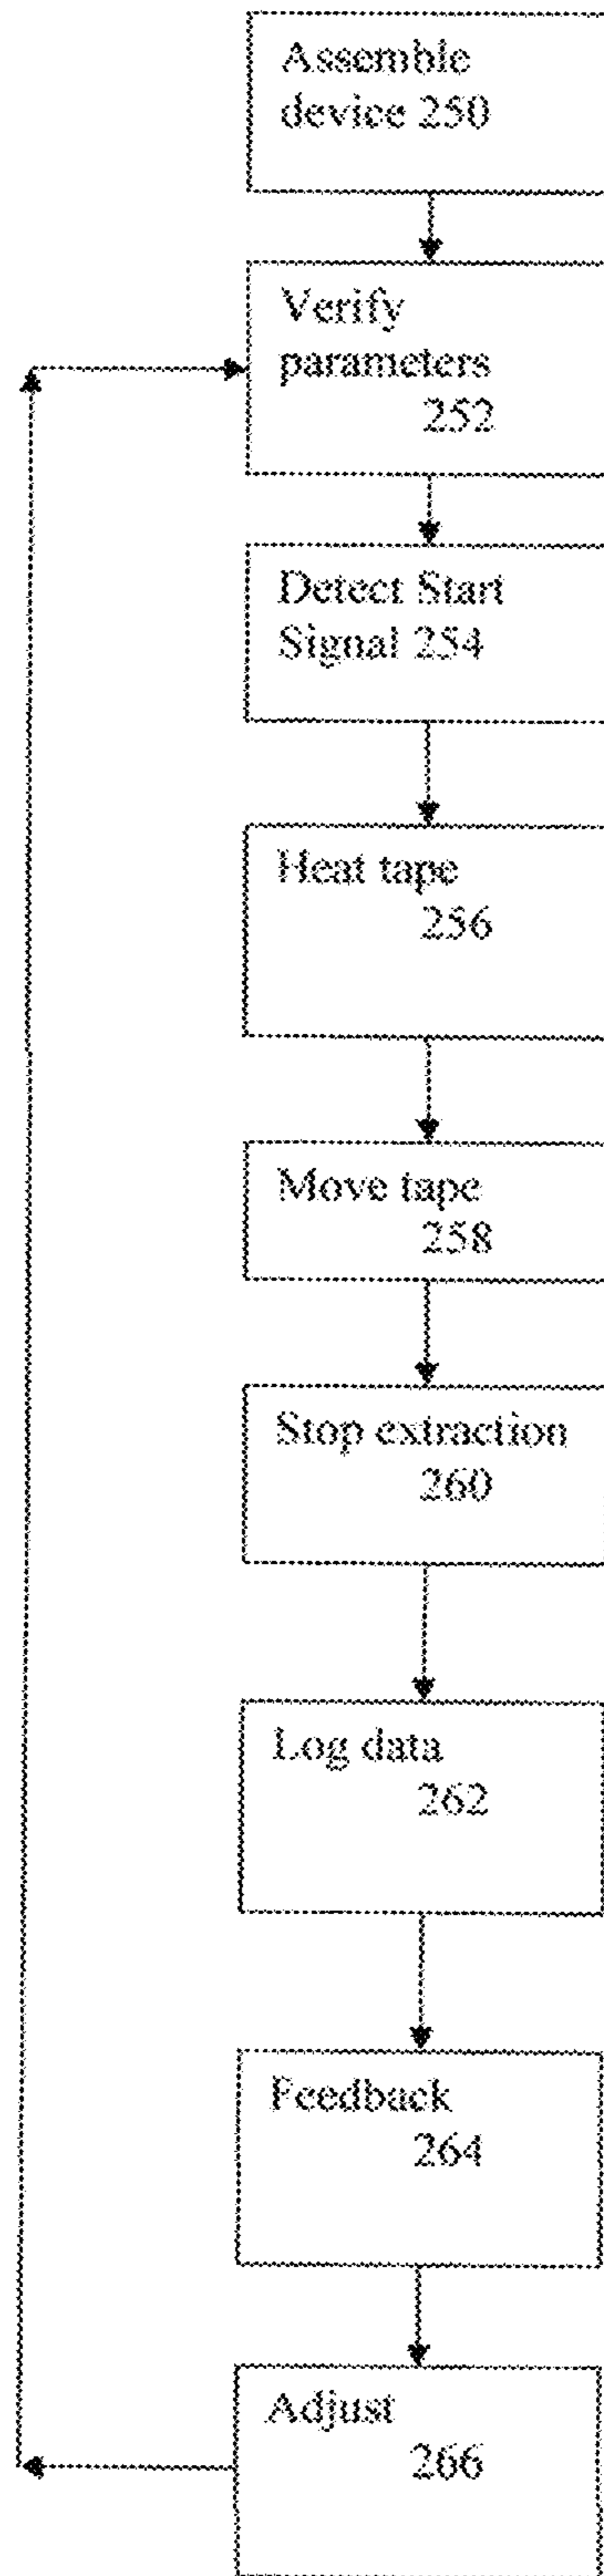 Assemble
device 250
Verify
parameters
252
Detect Start
Signal 254
Heat tape
256
Move tape
258
Stop extraction
260
Log data
262
Feedback
264
Adjust
266